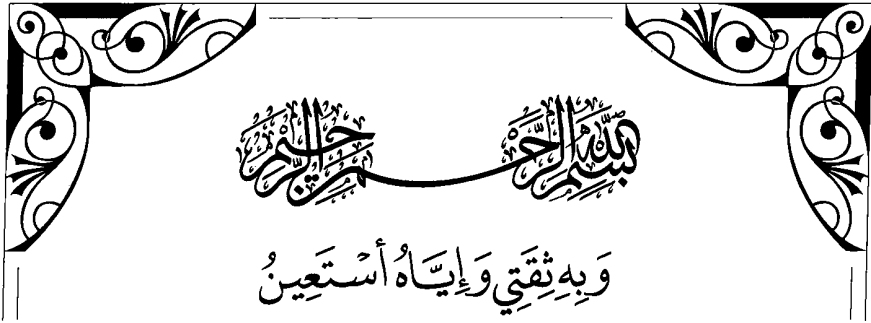 بسم الله الرحمن الرحيم
وَبِهِ ثِقَتِي وَإِيَّاهُ أَسْتَعِينُ